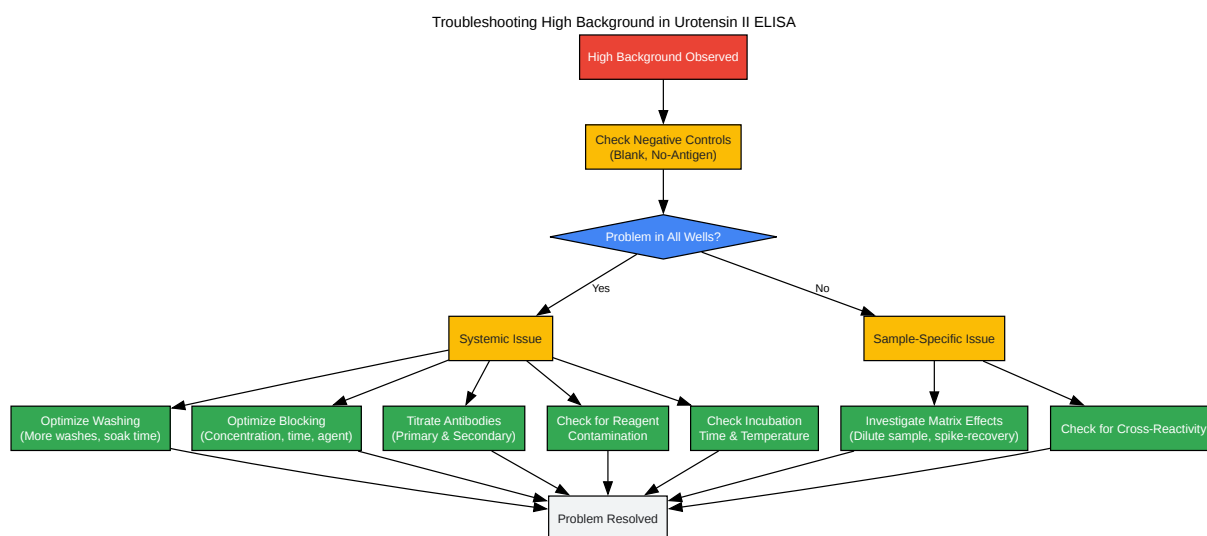 Troubleshooting High Background in Urotensin II ELISA
High Background Observed
Check Negative Controls
(Blank, No-Antigen)
Problem in All Wells?
Yes
No
Systemic Issue
Sample-Specific Issue
Optimize Washing
(More washes, soak time)
Optimize Blocking
(Concentration, time, agent)
Titrate Antibodies
(Primary & Secondary)
Check for Reagent
Contamination
Check Incubation
Time & Temperature
Investigate Matrix Effects
(Dilute sample, spike-recovery)
Check for Cross-Reactivity
Problem Resolved